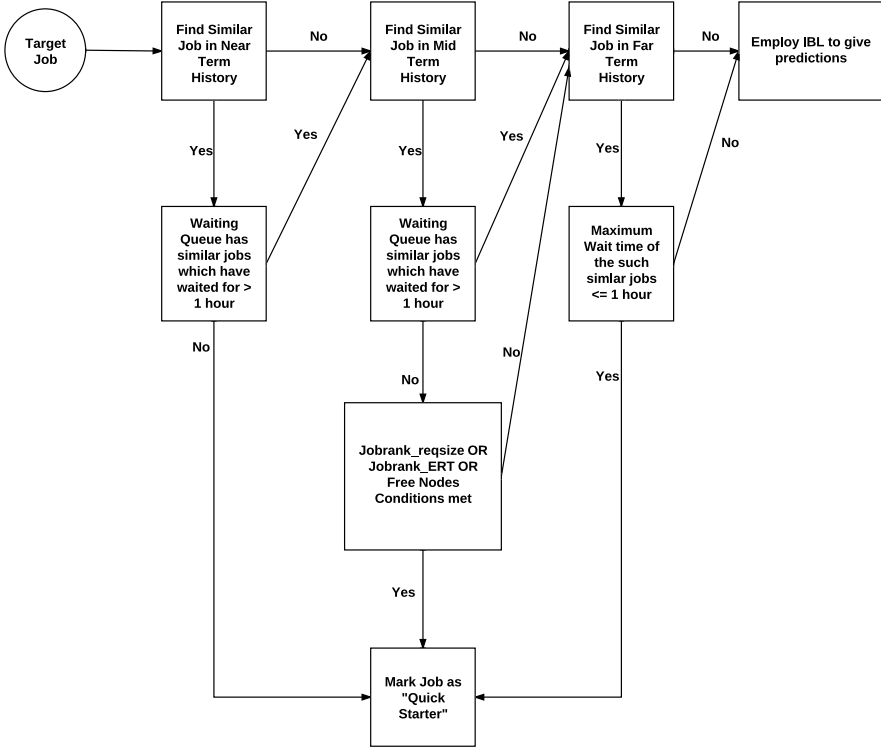 Target
Job
Find Similar
Job in Near
Term
History
No
Find Similar
Job in Mid
Term
History
No
Find Similar
Job in Far
Term
History
No
Employ IBL to give
predictions
Yes
Yes
Yes
Yes
Yes
No
Waiting
Queue has
similar jobs
which have
waited for >
1 hour
Waiting
Queue has
similar jobs
which have
waited for >
1 hour
Maximum
Wait time of
the such
simlar jobs
<= 1 hour
No
No
No
Yes
Jobrank_reqsize OR
Jobrank_ERT OR
Free Nodes
Conditions met
Yes
Mark Job as
"Quick
Starter"